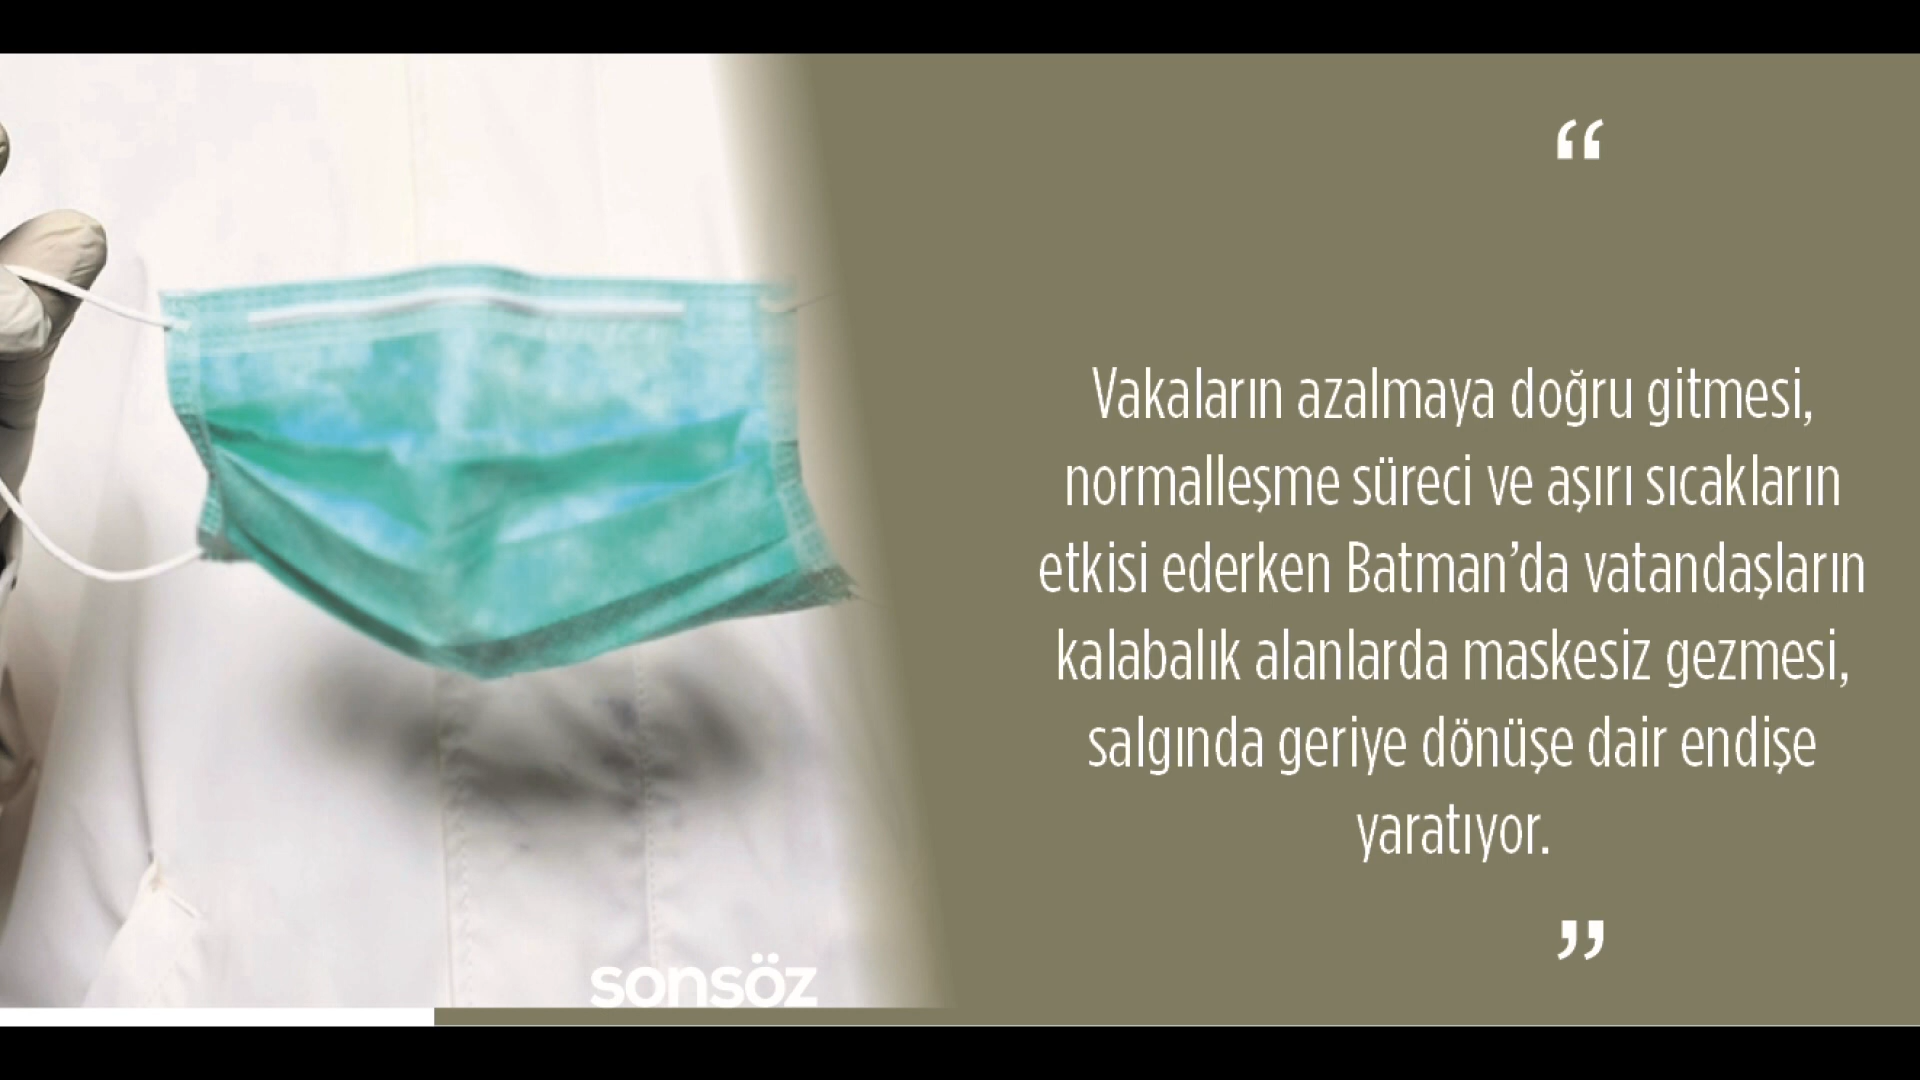 “
Vakaların azalmaya doğru gitmesi,
normalleşme süreci ve aşırı sıcakların
etkisi ederken Batman’da vatandaşların
kalabalık alanlarda maskesiz gezmesi,
salgında geriye dönüşe dair endişe
yaratıyor.
”
sonsöz